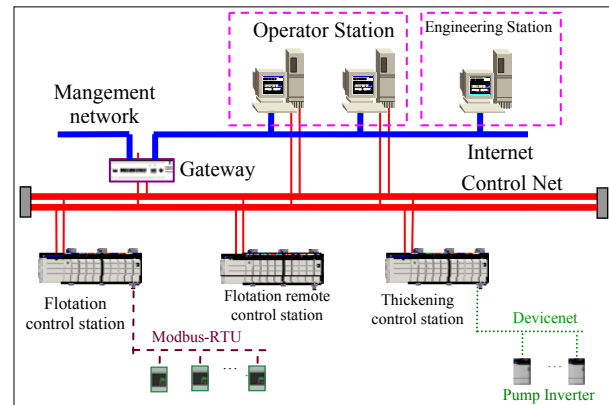 Operator Station
Engineering Station
Mangement
network
Gateway
Internet
Control Net
Flotation
control station
Flotation remote
control station
Thickening
control station
Modbus-RTU
...
Devicenet
...
Pump Inverter